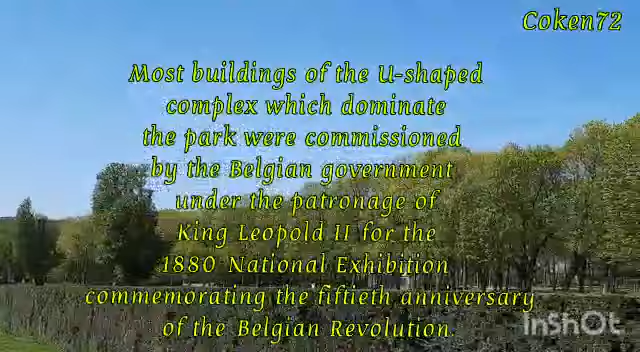 Coken72
Most buildings of the U-shaped
complex which dominate
the park were commissioned
by the Belgian government
under the patronage of
King Leopold II for the
1880 National Exhibition
commemorating the fiftieth anniversary
of the Belgian Revolution.
InShOt